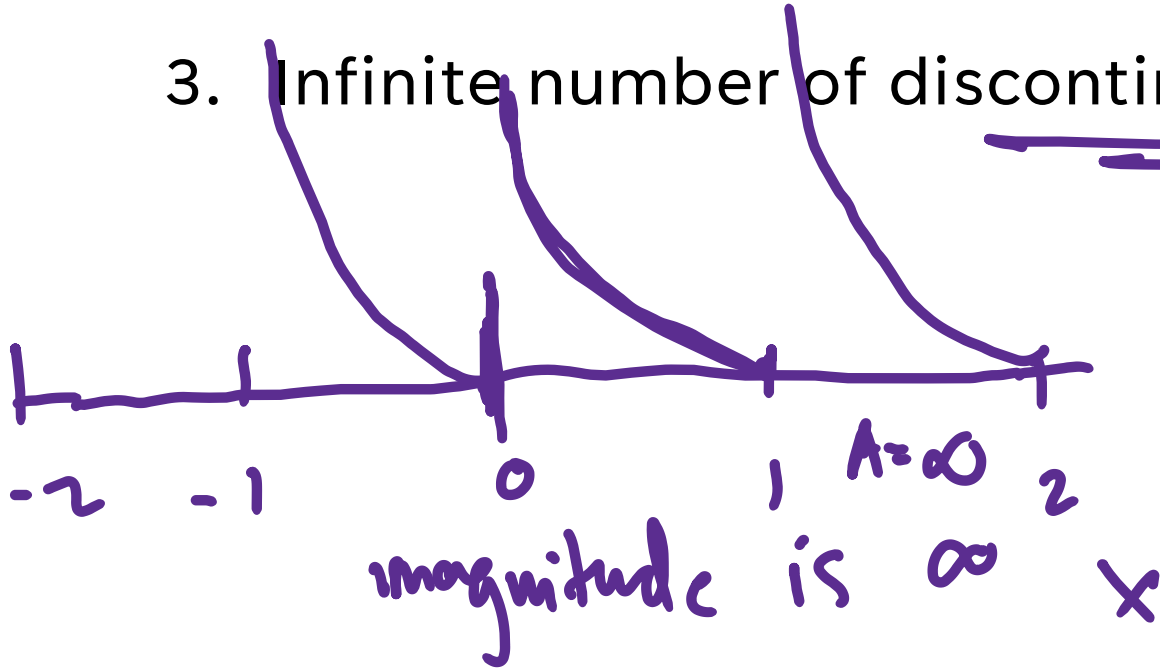 3. Infinite number of discontin
-2 -1 0 1 A=∞ 2
magnitude is ∞ x